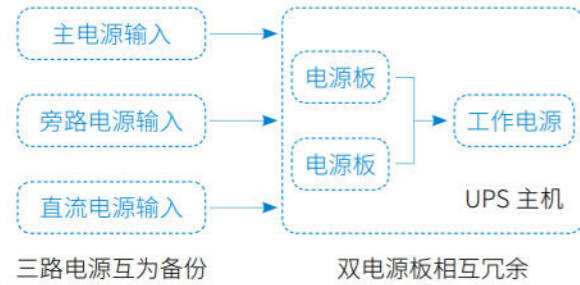 主电源输入
旁路电源输入
直流电源输入
电源板
电源板
工作电源
UPS 主机
三路电源互为备份
双电源板相互冗余